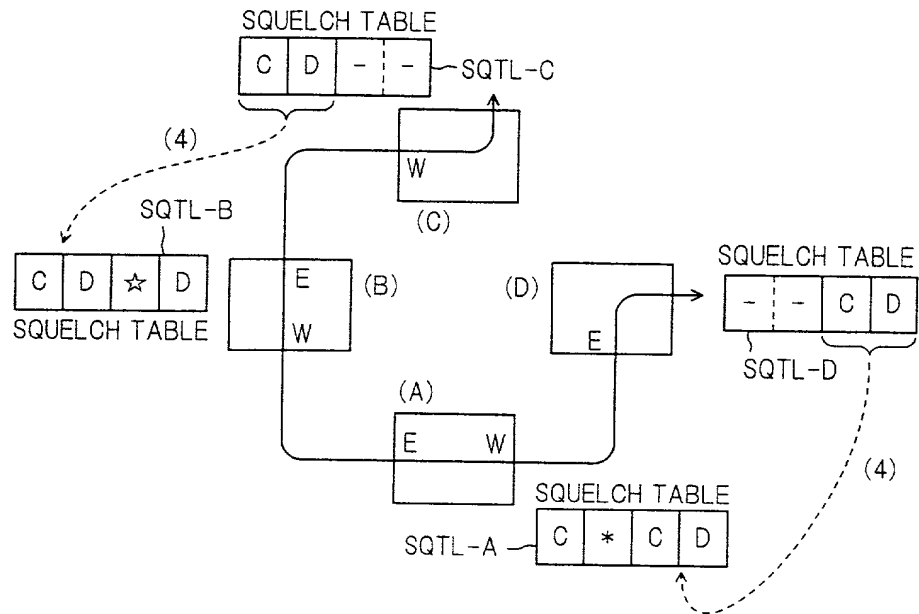 SQUELCH TABLE
C D - -
SQTL-C
(4)
W
(C)
SQTL-B
C D ☆ D
SQUELCH TABLE
E
W
(B)
(D)
E
SQUELCH TABLE
- - C D
SQTL-D
(A)
E W
(4)
SQUELCH TABLE
SQTL-A
C * C D